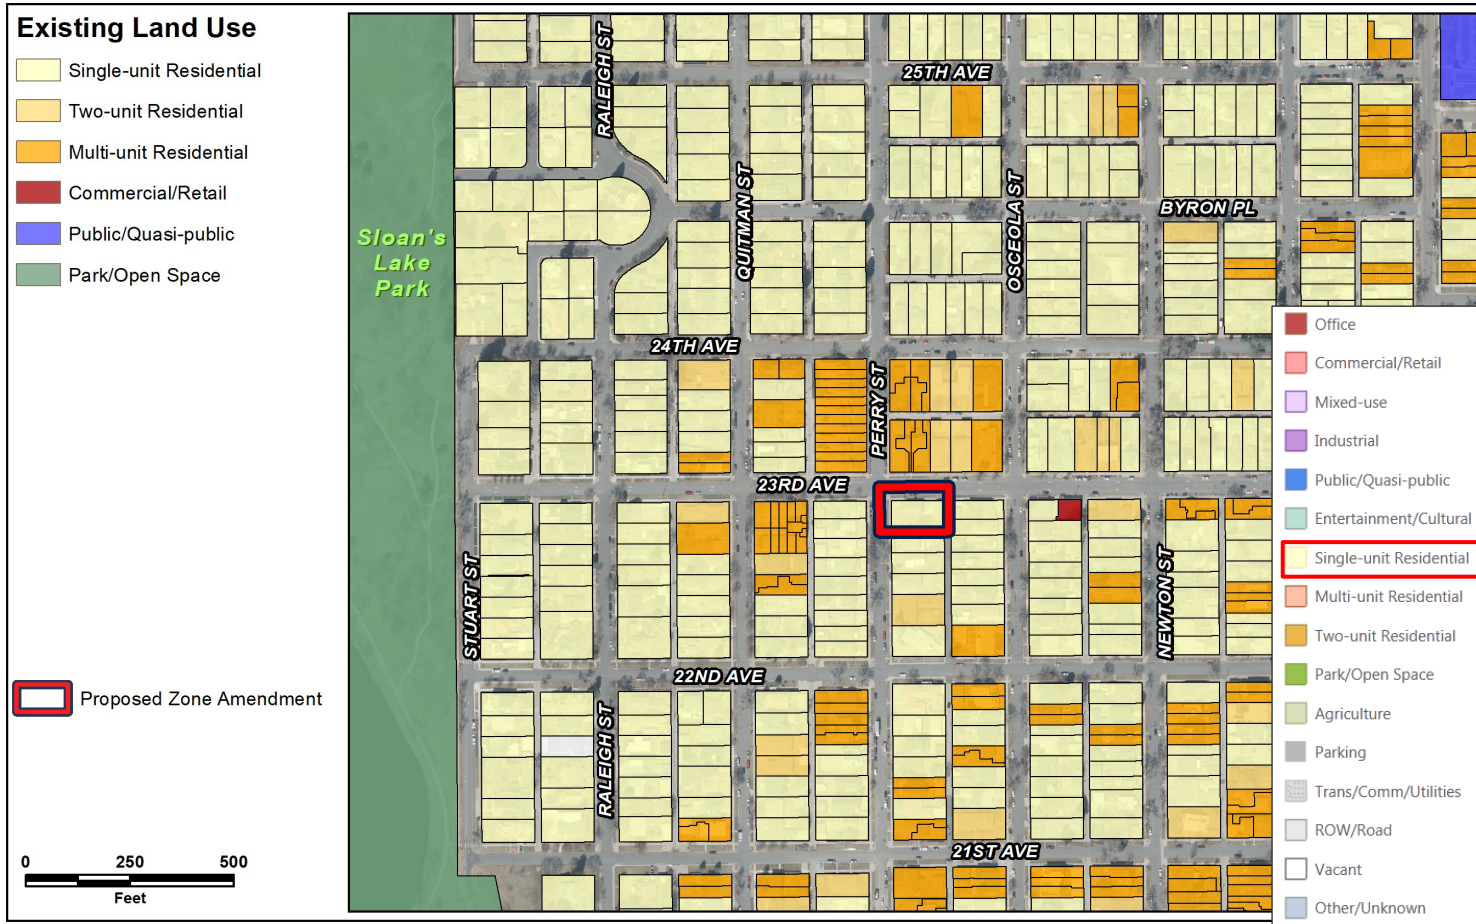 Existing Land Use
Single-unit Residential
Two-unit Residential
Multi-unit Residential
Commercial/Retail
Public/Quasi-public
Park/Open Space
Proposed Zone Amendment
0 250 500
Feet
RALEIGH ST
25TH AVE
QUITMAN ST
OSCEOLA ST
BYRON PL
Sloan's
Lake
Park
24TH AVE
PERRY ST
23RD AVE
STUART ST
NEWTON ST
22ND AVE
RALEIGH ST
21ST AVE
Office
Commercial/Retail
Mixed-use
Industrial
Public/Quasi-public
Entertainment/Cultural
Single-unit Residential
Multi-unit Residential
Two-unit Residential
Park/Open Space
Agriculture
Parking
Trans/Comm/Utilities
ROW/Road
Vacant
Other/Unknown